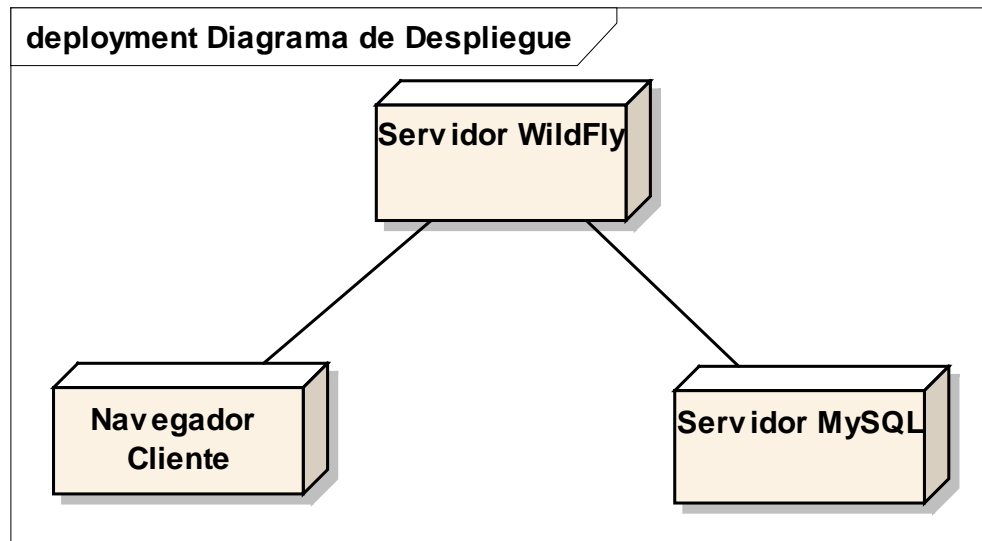 deployment Diagrama de Despliegue
Servidor WildFly
Navegador
Cliente
Servidor MySQL